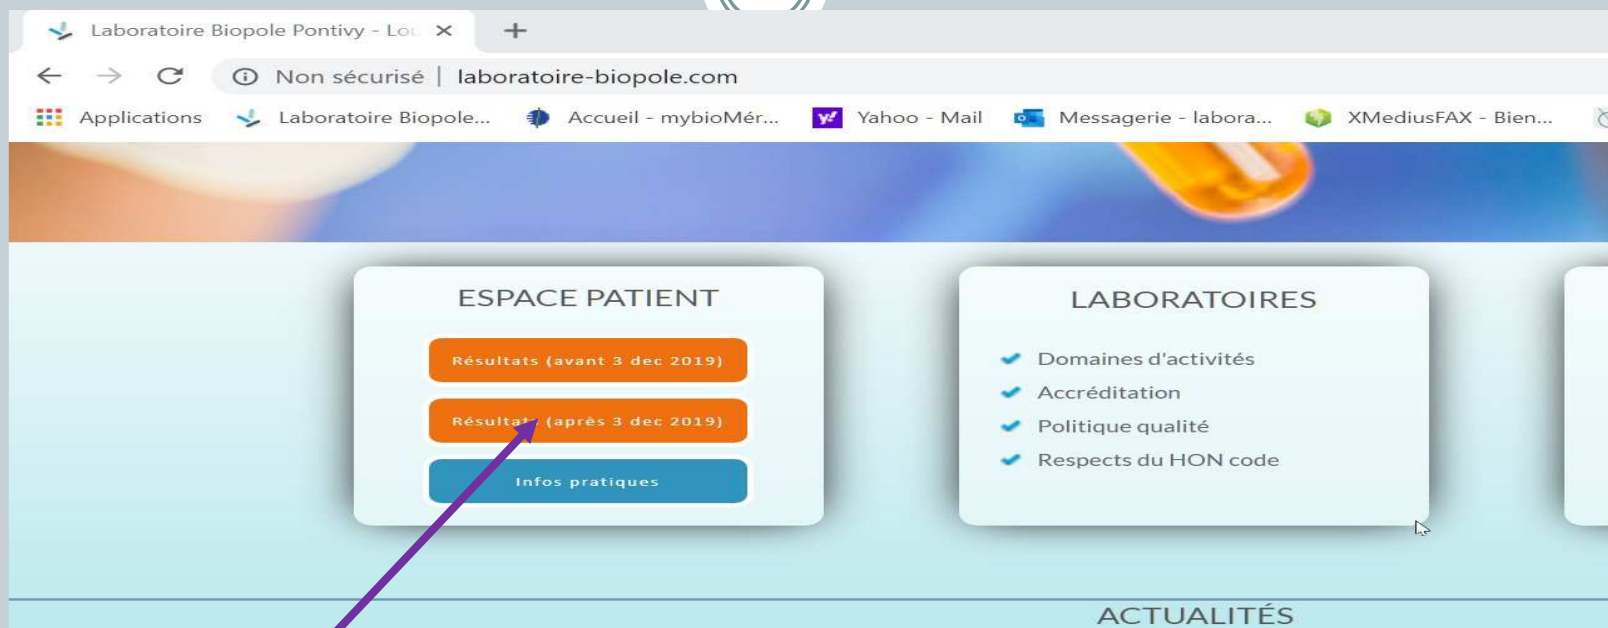 Laboratoire Biopole Pontivy - Lou
Non sécurisé | laboratoire-biopole.com
Applications Laboratoire Biopole... Accueil - mybioMér... Yahoo - Mail Messagerie - labora... XMediusFAX - Bien...
ESPACE PATIENT
Résultats (avant 3 dec 2019)
Résultats (après 3 dec 2019)
Infos pratiques
LABORATOIRES
Domaines d'activités
Accréditation
Politique qualité
Respects du HON code
ACTUALITÉS